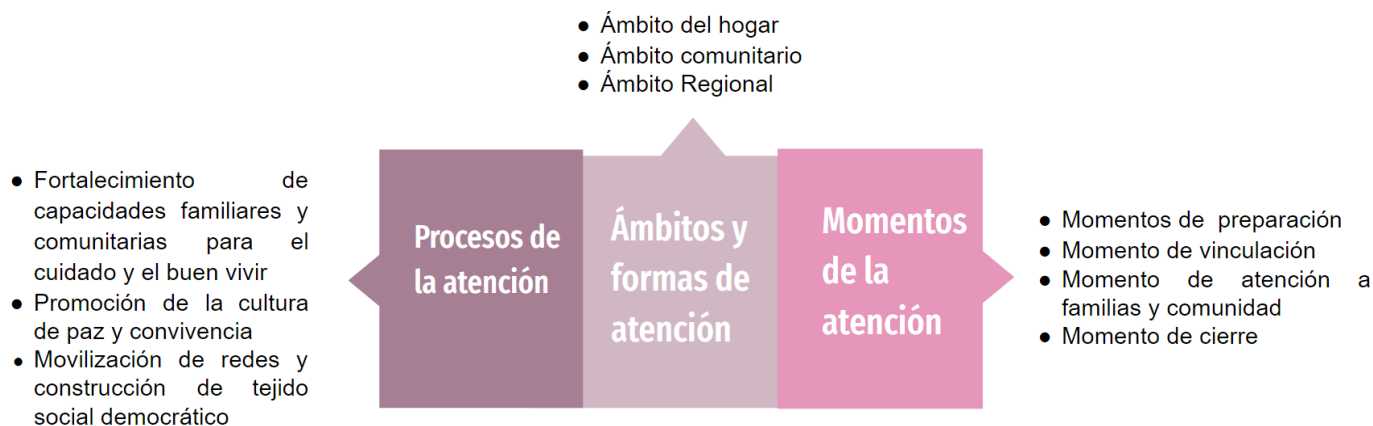 ● Ámbito del hogar
● Ámbito comunitario
● Ámbito Regional
● Fortalecimiento de
capacidades familiares y
comunitarias para el
cuidado y el buen vivir
● Promoción de la cultura
de paz y convivencia
● Movilización de redes y
construcción de tejido
social democrático
Procesos de
la atención
Ámbitos y
formas de
atención
Momentos
de la
atención
● Momentos de preparación
● Momento de vinculación
● Momento de atención a
familias y comunidad
● Momento de cierre